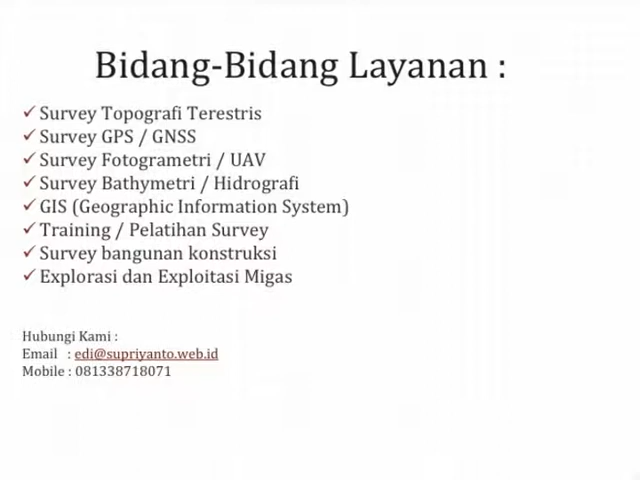 Bidang-Bidang Layanan :
✓ Survey Topografi Terestris
✓ Survey GPS / GNSS
✓ Survey Fotogrametri / UAV
✓ Survey Bathymetri / Hidrografi
✓ GIS (Geographic Information System)
✓ Training / Pelatihan Survey
✓ Survey bangunan konstruksi
✓ Explorasi dan Exploitasi Migas
Hubungi Kami :
Email : edi@supriyanto.web.id
Mobile : 081338718071